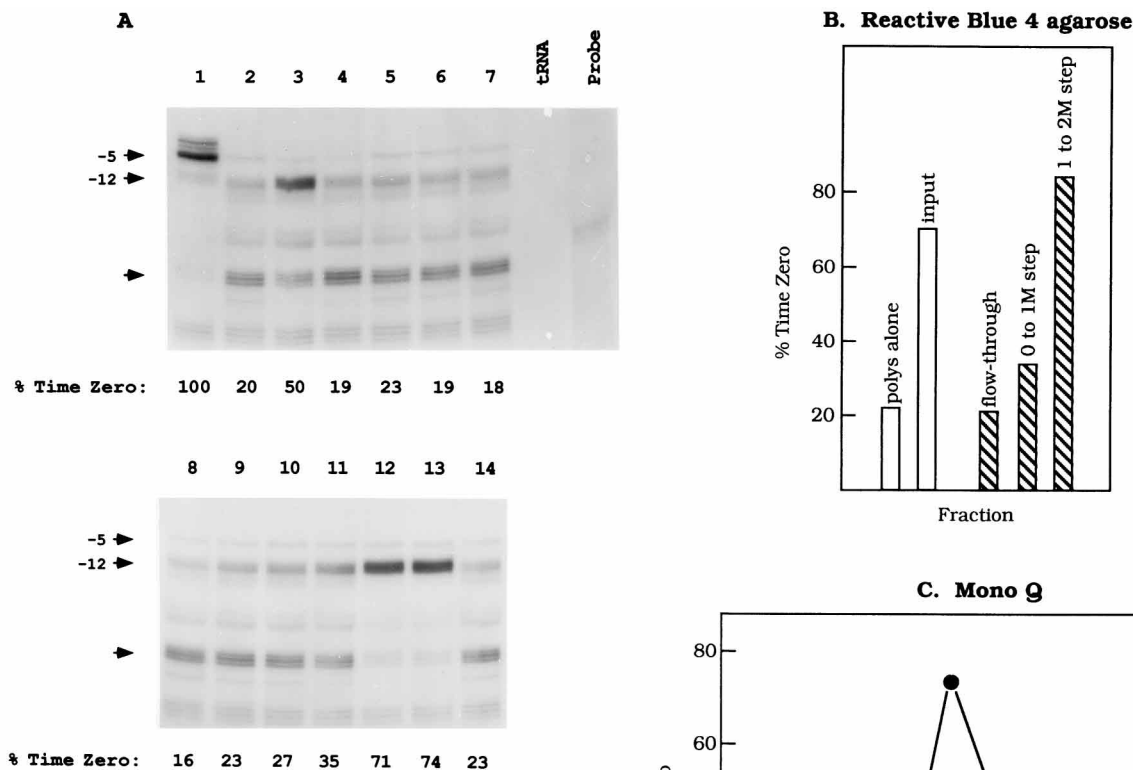 A
1 2 3 4 5 6 7 tRNA Probe
-5
-12
% Time Zero: 100 20 50 19 23 19 18
8 9 10 11 12 13 14
-5
-12
% Time Zero: 16 23 27 35 71 74 23
B. Reactive Blue 4 agarose
% Time Zero
80
60
40
20
polys alone
input
flow-through
0 to 1M step
1 to 2M step
Fraction
C. Mono Q
80
60